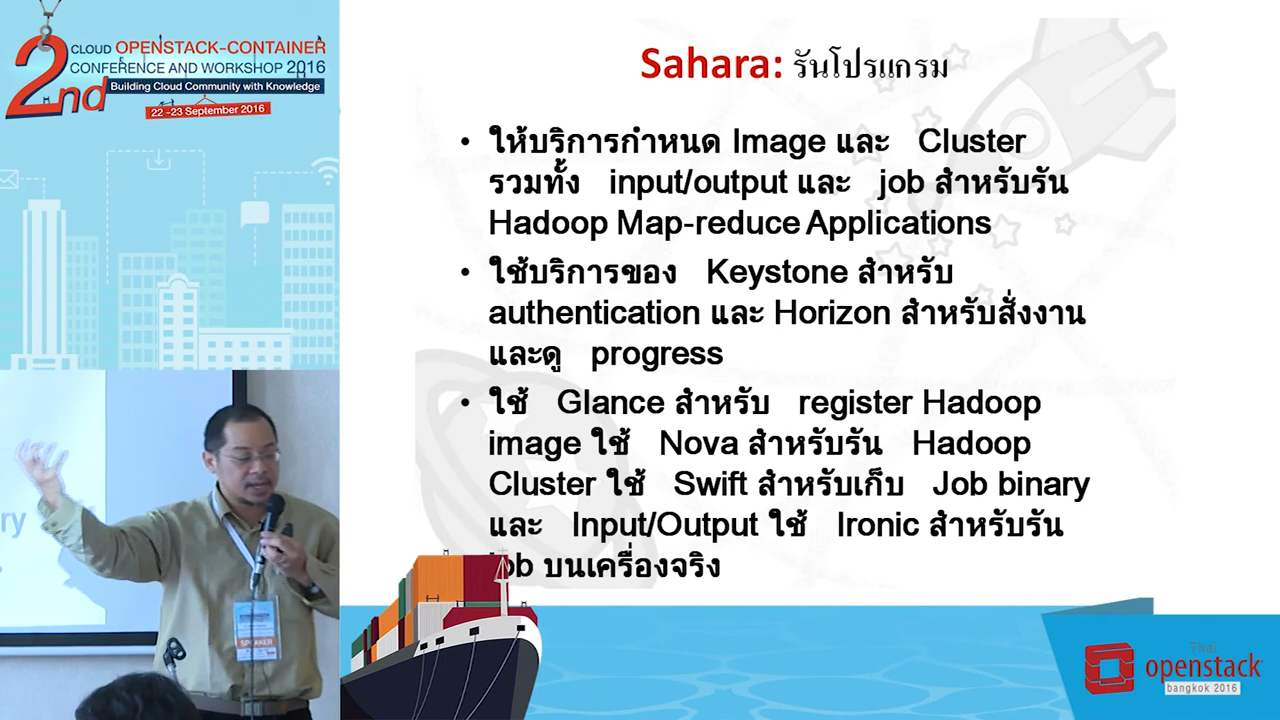 2nd
CLOUD OPENSTACK-CONTAINER
CONFERENCE AND WORKSHOP 2016
Building Cloud Community with Knowledge
22 -23 September 2016
Sahara: รันโปรแกรม
• ให้บริการกำหนด Image และ Cluster
รวมทั้ง input/output และ job สำหรับรัน
Hadoop Map-reduce Applications
• ใช้บริการของ Keystone สำหรับ
authentication และ Horizon สำหรับสั่งงาน
และดู progress
• ใช้ Glance สำหรับ register Hadoop
image ใช้ Nova สำหรับรัน Hadoop
Cluster ใช้ Swift สำหรับเก็บ Job binary
และ Input/Output ใช้ Ironic สำหรับรัน
job บนเครื่องจริง
ry
SPEAKER
Thai
openstack
bangkok 2016